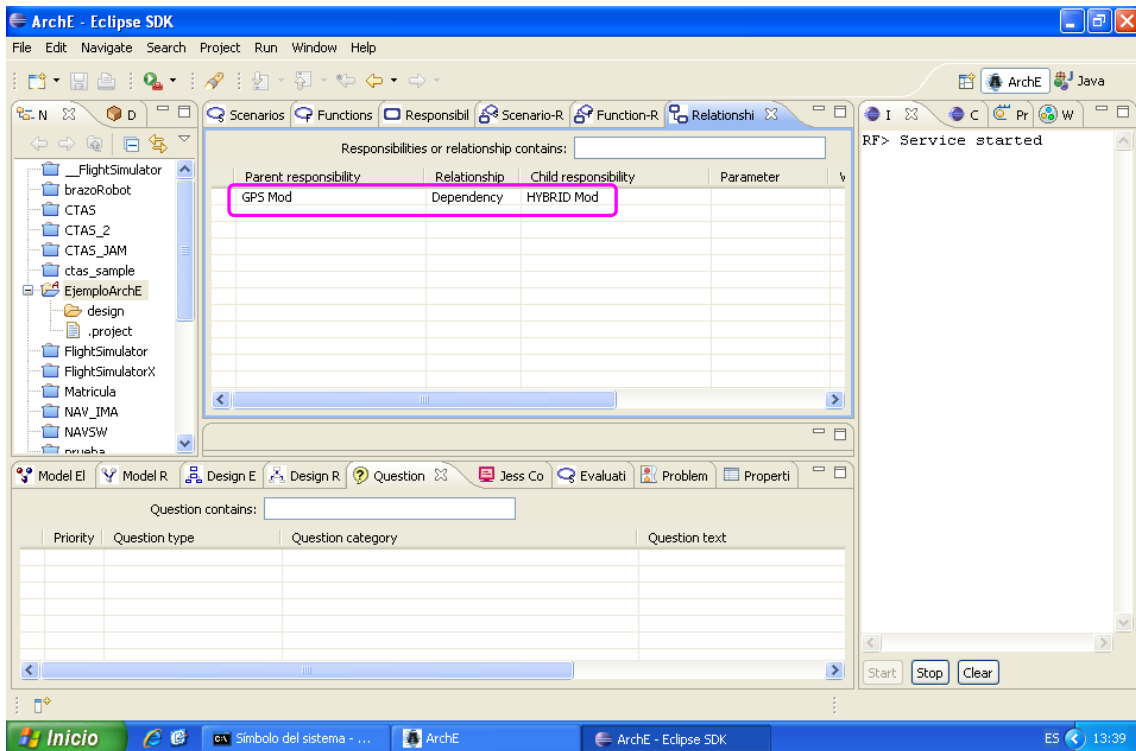 ArchE - Eclipse SDK
File Edit Navigate Search Project Run Window Help
ArchE Java
N D
Scenarios Functions Responsibil Scenario-R Function-R Relationshi
I C Pr W
Responsibilities or relationship contains:
RF> Service started
Parent responsibility Relationship Child responsibility Parameter
GPS Mod Dependency HYBRID Mod
__FlightSimulator
brazoRobot
CTAS
CTAS_2
CTAS_JAM
ctas_sample
EjemploArchE
design
.project
FlightSimulator
FlightSimulatorX
Matricula
NAV_IMA
NAVSW
prueba
Model El Model R Design E Design R Question Jess Co Evaluati Problem Properti
Question contains:
Priority Question type Question category Question text
Start Stop Clear
Inicio Símbolo del sistema - ... ArchE ArchE - Eclipse SDK ES 13:39